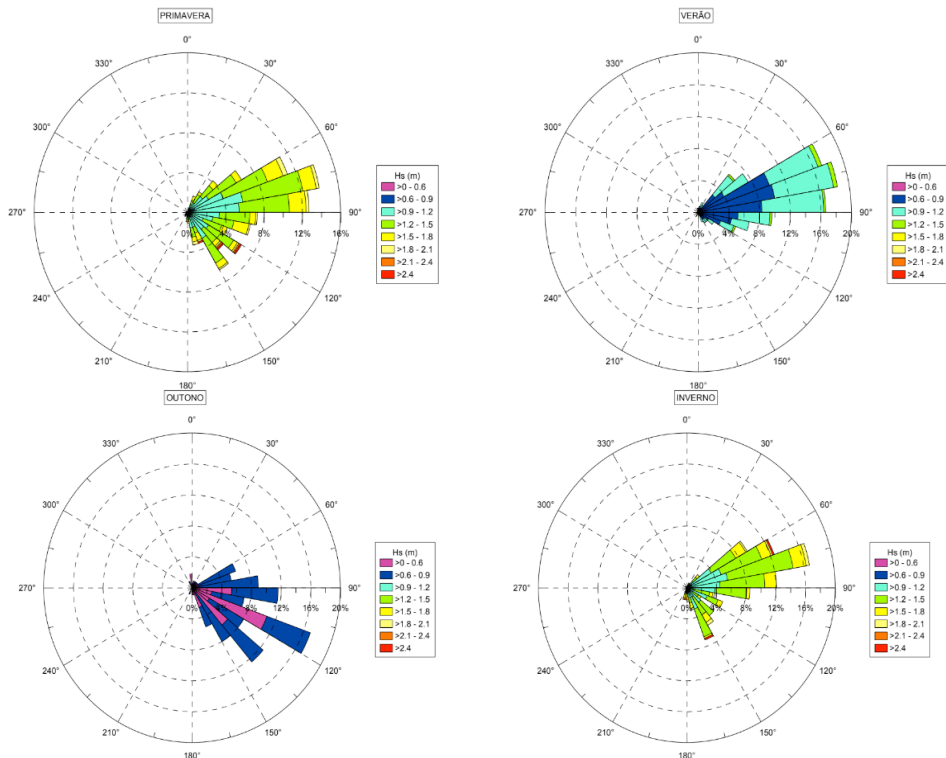 PRIMAVERA
0°
30°
60°
90°
120°
150°
180°
210°
240°
270°
300°
330°
0% 4% 8% 12% 16%
Hs (m)
>0 - 0.6
>0.6 - 0.9
>0.9 - 1.2
>1.2 - 1.5
>1.5 - 1.8
>1.8 - 2.1
>2.1 - 2.4
>2.4
VERÃO
0°
30°
60°
90°
120°
150°
180°
210°
240°
270°
300°
330°
0% 4% 8% 12% 16% 20%
Hs (m)
>0 - 0.6
>0.6 - 0.9
>0.9 - 1.2
>1.2 - 1.5
>1.5 - 1.8
>1.8 - 2.1
>2.1 - 2.4
>2.4
OUTONO
0°
30°
60°
90°
120°
150°
180°
210°
240°
270°
300°
330°
0% 4% 8% 12% 16% 20%
Hs (m)
>0 - 0.6
>0.6 - 0.9
>0.9 - 1.2
>1.2 - 1.5
>1.5 - 1.8
>1.8 - 2.1
>2.1 - 2.4
>2.4
INVERNO
0°
30°
60°
90°
120°
150°
180°
210°
240°
270°
300°
330°
0% 4% 8% 12% 16% 20%
Hs (m)
>0 - 0.6
>0.6 - 0.9
>0.9 - 1.2
>1.2 - 1.5
>1.5 - 1.8
>1.8 - 2.1
>2.1 - 2.4
>2.4